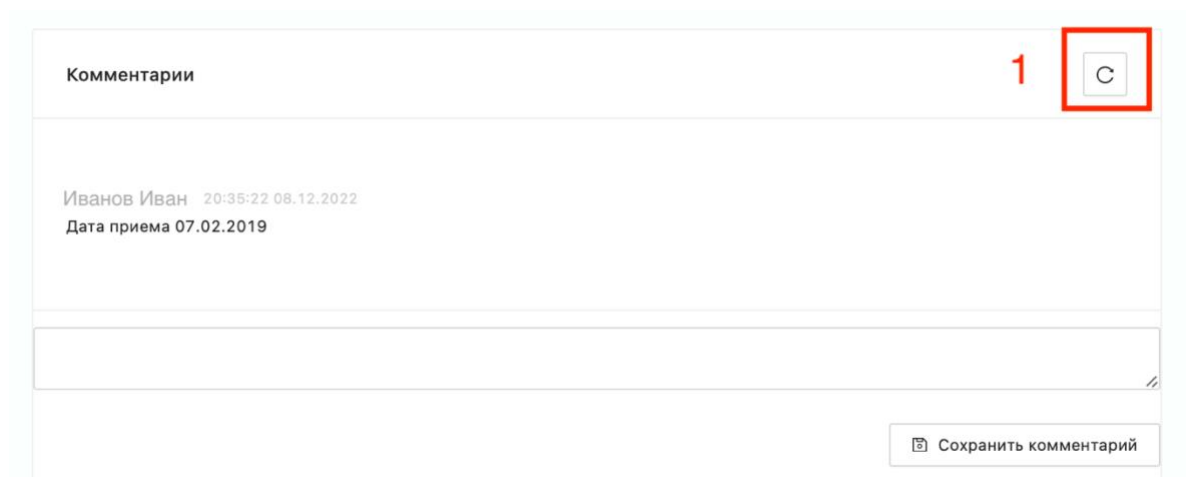 Комментарии
1
Иванов Иван 20:35:22 08.12.2022
Дата приема 07.02.2019
Сохранить комментарий